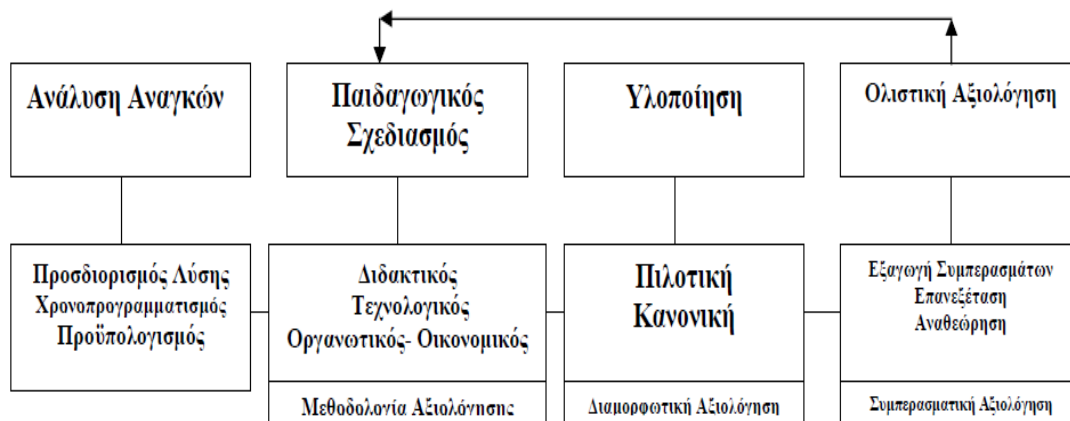 Ανάλυση Αναγκών
Παιδαγωγικός
Σχεδιασμός
Υλοποίηση
Ολιστική Αξιολόγηση
Προσδιορισμός Λύσης
Χρονοπρογραμματισμός
Προϋπολογισμός
Διδακτικός
Τεχνολογικός
Οργανωτικός- Οικονομικός
Μεθοδολογία Αξιολόγησης
Πιλοτική
Κανονική
Διαμορφωτική Αξιολόγηση
Εξαγωγή Συμπερασμάτων
Επανεξέταση
Αναθεώρηση
Συμπερασματική Αξιολόγηση